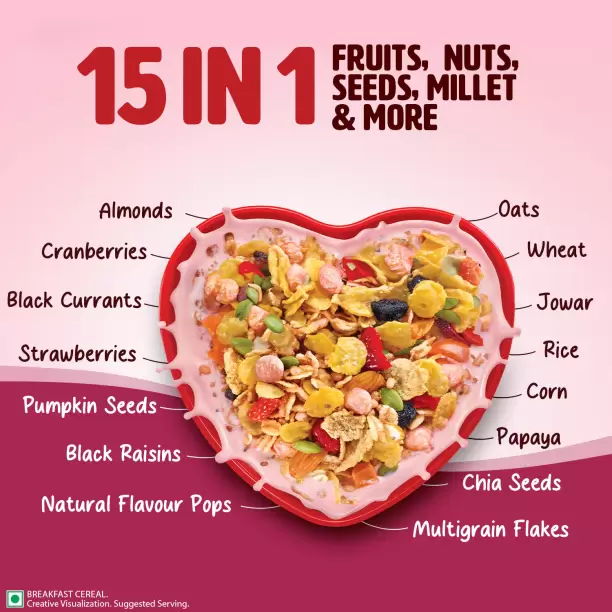 15 IN 1
FRUITS, NUTS,
SEEDS, MILLET
& MORE
Almonds
Cranberries
Black Currants
Strawberries
Pumpkin Seeds
Black Raisins
Natural Flavour Pops
Oats
Wheat
Jowar
Rice
Corn
Papaya
Chia Seeds
Multigrain Flakes
BREAKFAST CEREAL.
Creative Visualization. Suggested Serving.